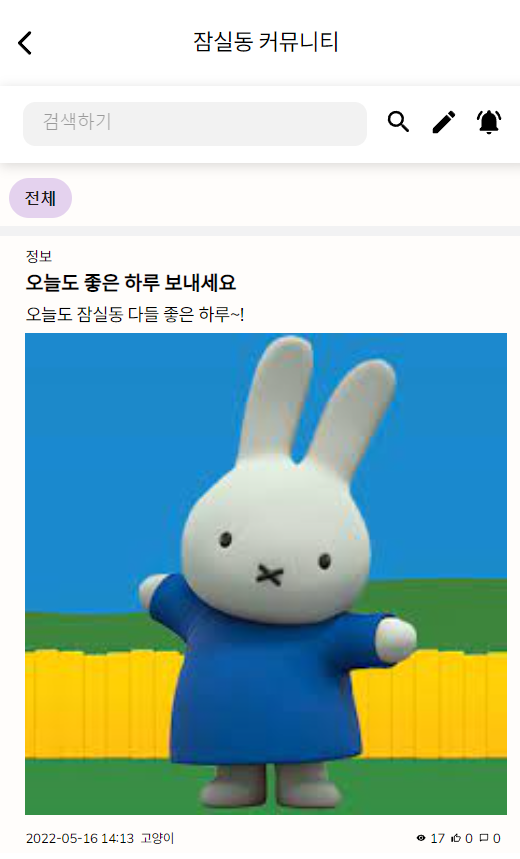 잠실동 커뮤니티
검색하기
전체
정보
오늘도 좋은 하루 보내세요
오늘도 잠실동 다들 좋은 하루~!
2022-05-16 14:13 고양이 17 0 0